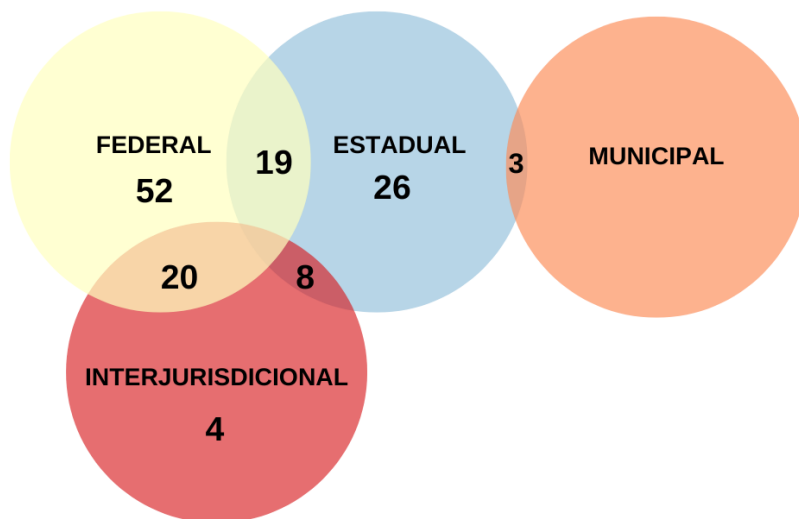 FEDERAL
52
19
ESTADUAL
26
3
MUNICIPAL
20
8
INTERJURISDICIONAL
4